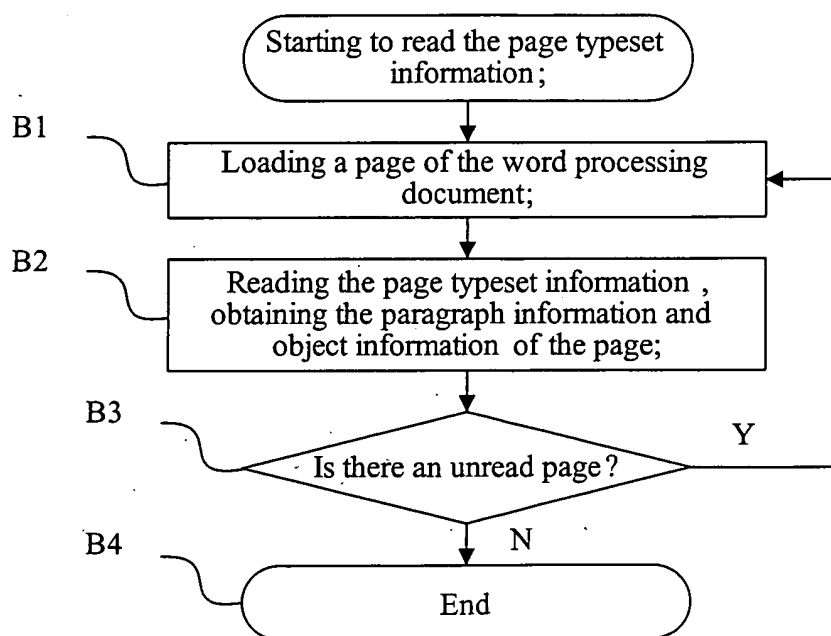 Starting to read the page typeset
information;
B1
Loading a page of the word processing
document;
B2
Reading the page typeset information ,
obtaining the paragraph information and
object information of the page;
B3
Is there an unread page?
Y
N
B4
End